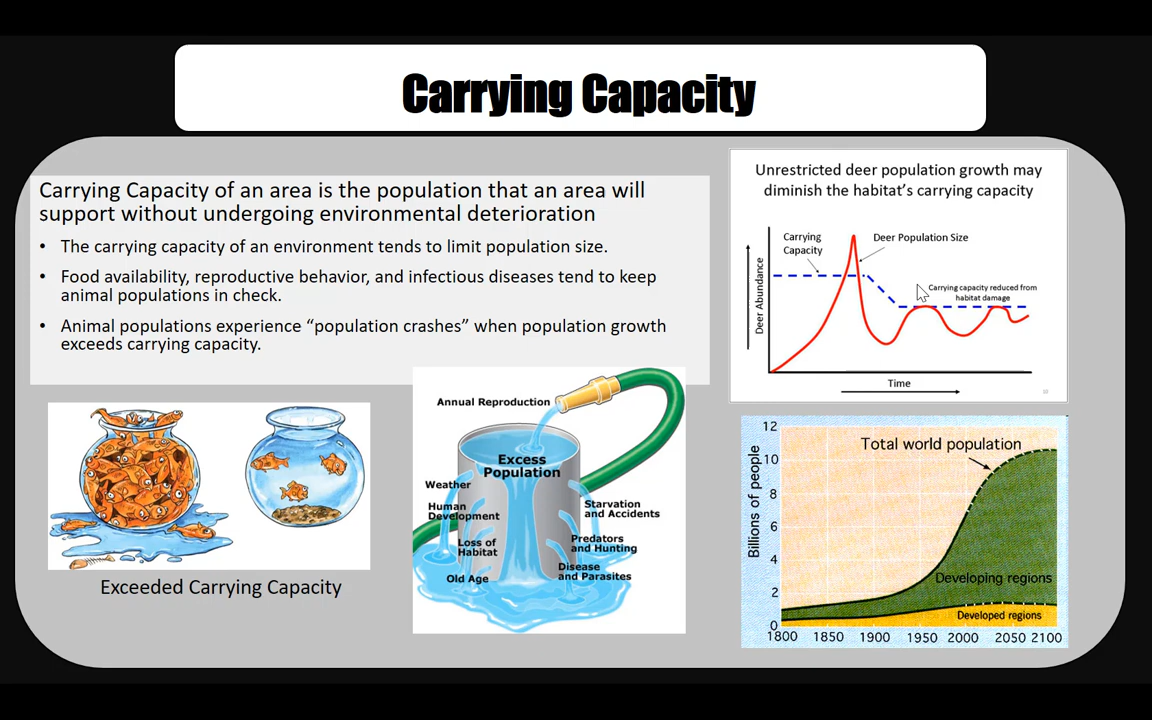 Carrying Capacity
Carrying Capacity of an area is the population that an area will
support without undergoing environmental deterioration
• The carrying capacity of an environment tends to limit population size.
• Food availability, reproductive behavior, and infectious diseases tend to keep
animal populations in check.
• Animal populations experience “population crashes” when population growth
exceeds carrying capacity.
Exceeded Carrying Capacity
Annual Reproduction
Excess
Population
Weather
Human
Development
Loss of
Habitat
Old Age
Starvation
and Accidents
Predators
and Hunting
Disease
and Parasites
Unrestricted deer population growth may
diminish the habitat's carrying capacity
Carrying
Capacity
Deer Population Size
Carrying capacity reduced from
habitat damage
Deer Abundance
Time
Total world population
Developing regions
Developed regions
Billions of people
12
10
8
6
4
2
0
1800 1850 1900 1950 2000 2050 2100